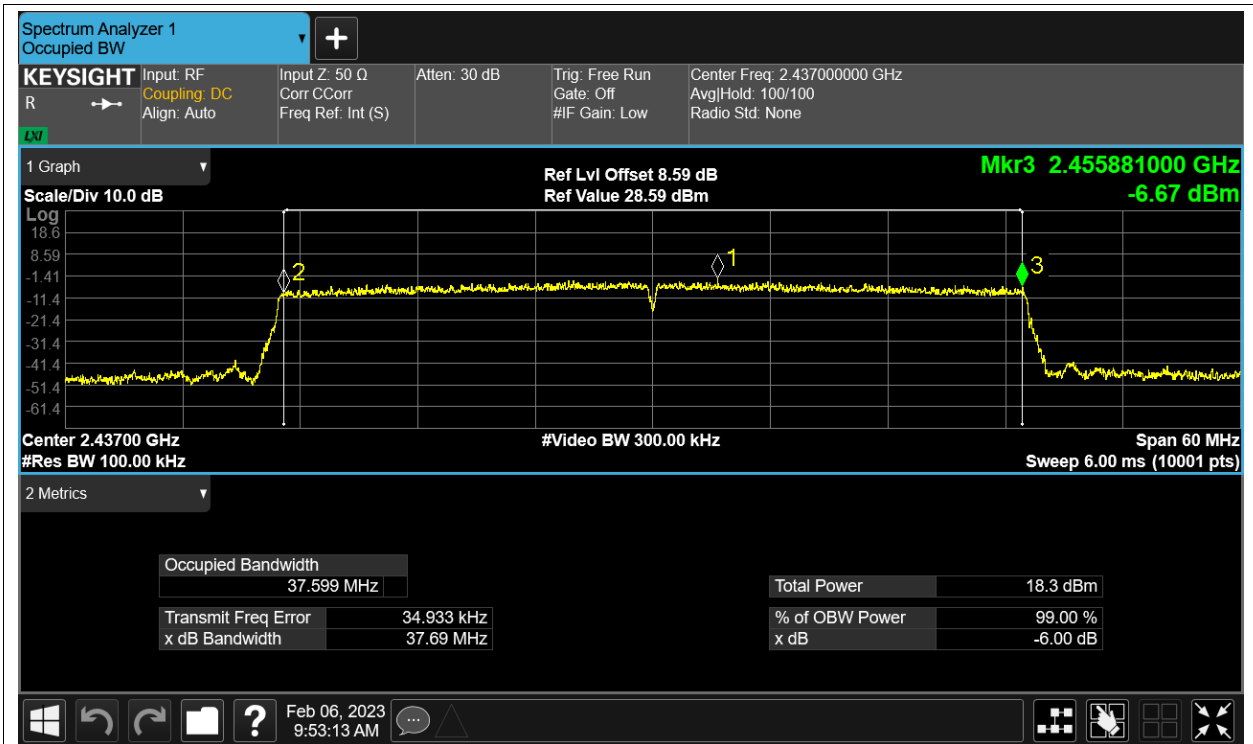 Spectrum Analyzer 1
Occupied BW
KEYSIGHT
R
LXI
Input: RF
Coupling: DC
Align: Auto
Input Z: 50 Ω
Corr CCorr
Freq Ref: Int (S)
Atten: 30 dB
Trig: Free Run
Gate: Off
#IF Gain: Low
Center Freq: 2.437000000 GHz
Avg|Hold: 100/100
Radio Std: None
1 Graph
Scale/Div 10.0 dB
Ref Lvl Offset 8.59 dB
Ref Value 28.59 dBm
Mkr3 2.455881000 GHz
-6.67 dBm
Log
18.6
8.59
-1.41
-11.4
-21.4
-31.4
-41.4
-51.4
-61.4
2
1
3
Center 2.43700 GHz
#Res BW 100.00 kHz
#Video BW 300.00 kHz
Span 60 MHz
Sweep 6.00 ms (10001 pts)
2 Metrics
Occupied Bandwidth
37.599 MHz
Transmit Freq Error 34.933 kHz
x dB Bandwidth 37.69 MHz
Total Power 18.3 dBm
% of OBW Power 99.00 %
x dB -6.00 dB
?
Feb 06, 2023
9:53:13 AM